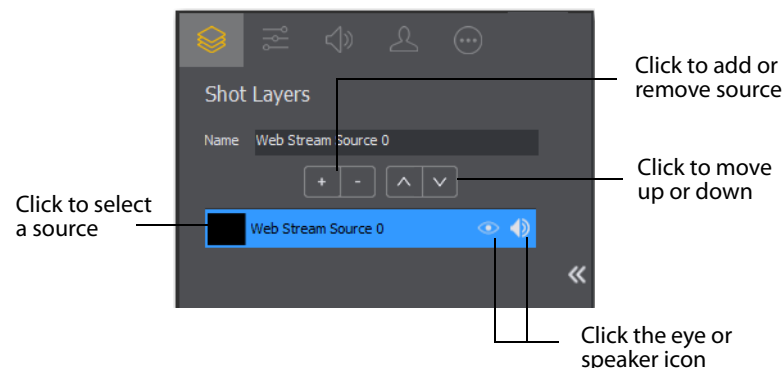 Shot Layers
Name Web Stream Source 0
+ -
Web Stream Source 0
Click to add or
remove source
Click to move
up or down
Click to select
a source
Click the eye or
speaker icon